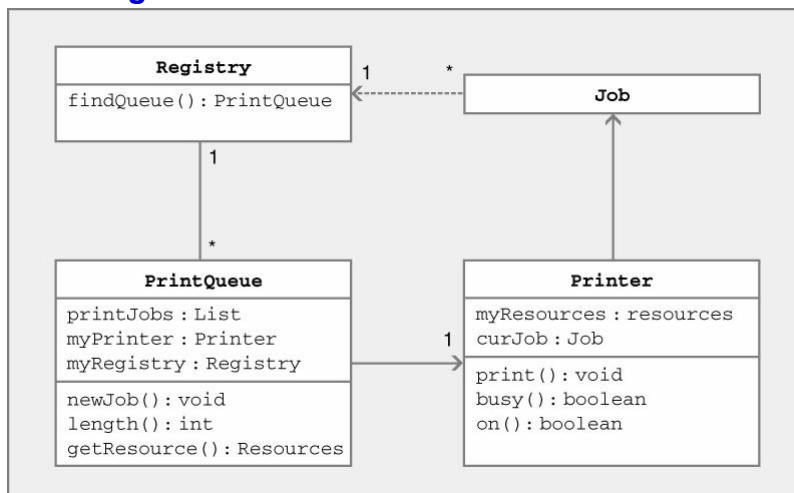 Registry
findQueue(): PrintQueue
1
*
Job
1
*
PrintQueue
printJobs : List
myPrinter : Printer
myRegistry : Registry
newJob(): void
length(): int
getResource(): Resources
1
Printer
myResources : resources
curJob : Job
print(): void
busy(): boolean
on(): boolean